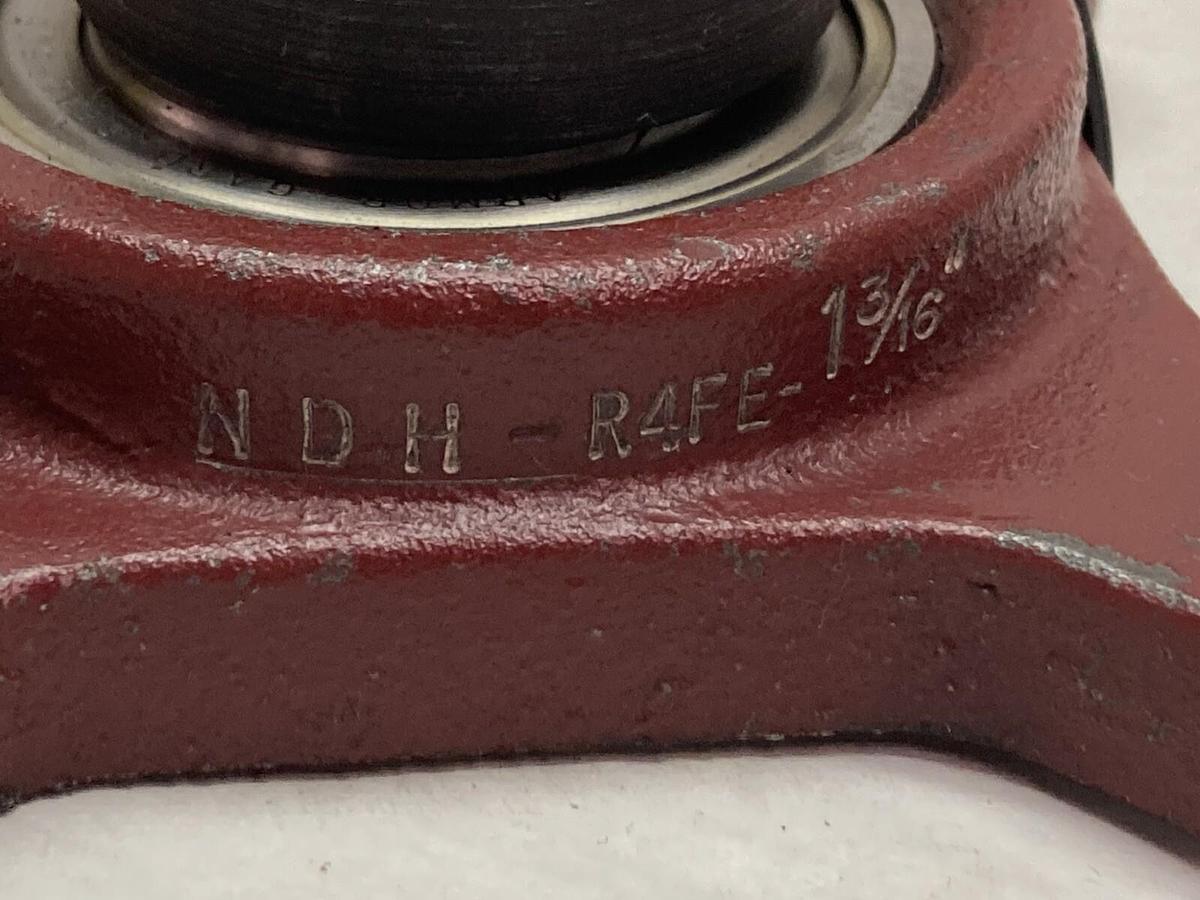 NDH - R4FE- 1 3/16"